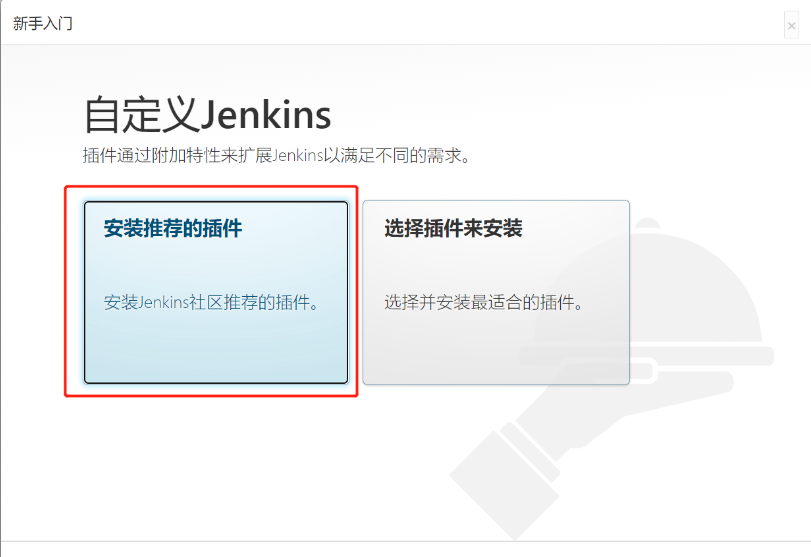 新手入门
自定义Jenkins
插件通过附加特性来扩展Jenkins以满足不同的需求。
安装推荐的插件
安装Jenkins社区推荐的插件。
选择插件来安装
选择并安装最适合的插件。